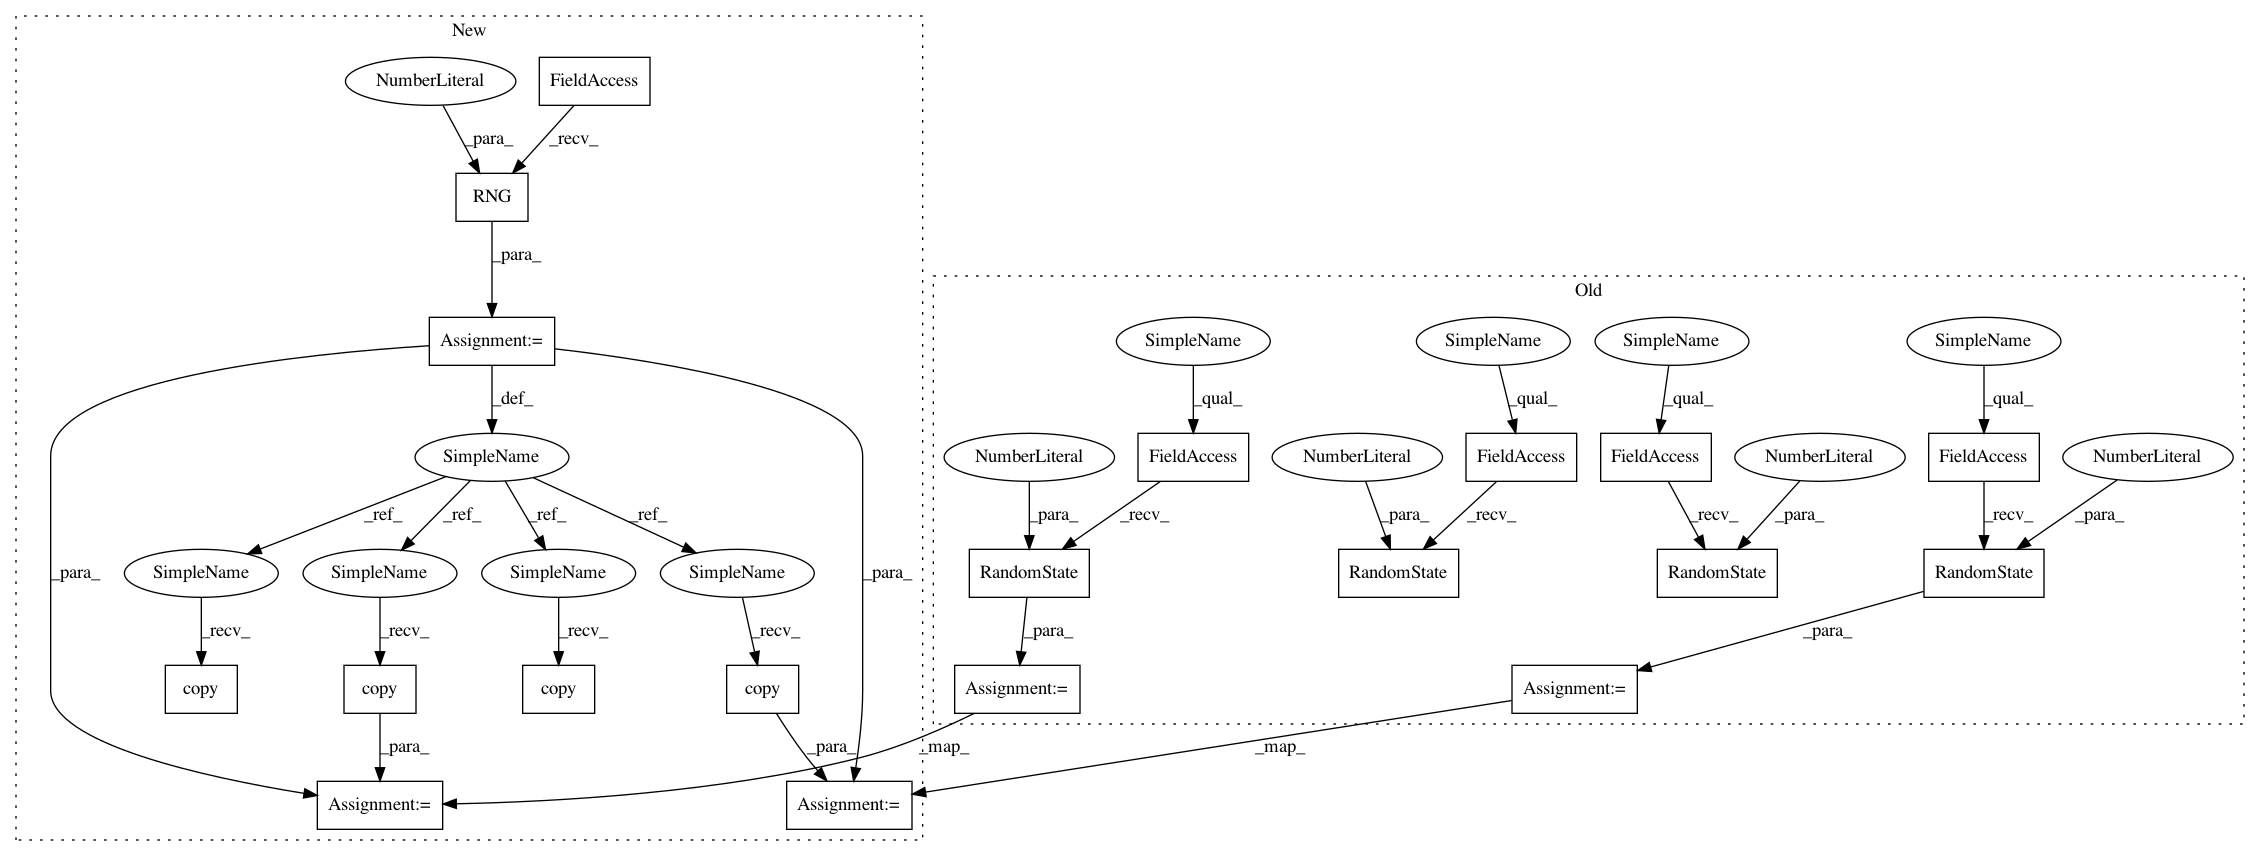 New
NumberLiteral
FieldAccess
_para_
_recv_
RNG
_para_
Old
Assignment:=
SimpleName
SimpleName
SimpleName
SimpleName
_def_
_qual_
_qual_
_qual_
_qual_
SimpleName
NumberLiteral
FieldAccess
NumberLiteral
FieldAccess
FieldAccess
NumberLiteral
FieldAccess
NumberLiteral
_ref_
_ref_
_ref_
_ref_
_para_
_recv_
_para_
_recv_
_recv_
_para_
_recv_
_para_
_para_
SimpleName
SimpleName
SimpleName
SimpleName
_para_
RandomState
RandomState
RandomState
RandomState
_recv_
_recv_
_recv_
_recv_
_para_
_para_
copy
copy
copy
copy
Assignment:=
Assignment:=
_para_
_para_
_map_
_map_
Assignment:=
Assignment:=